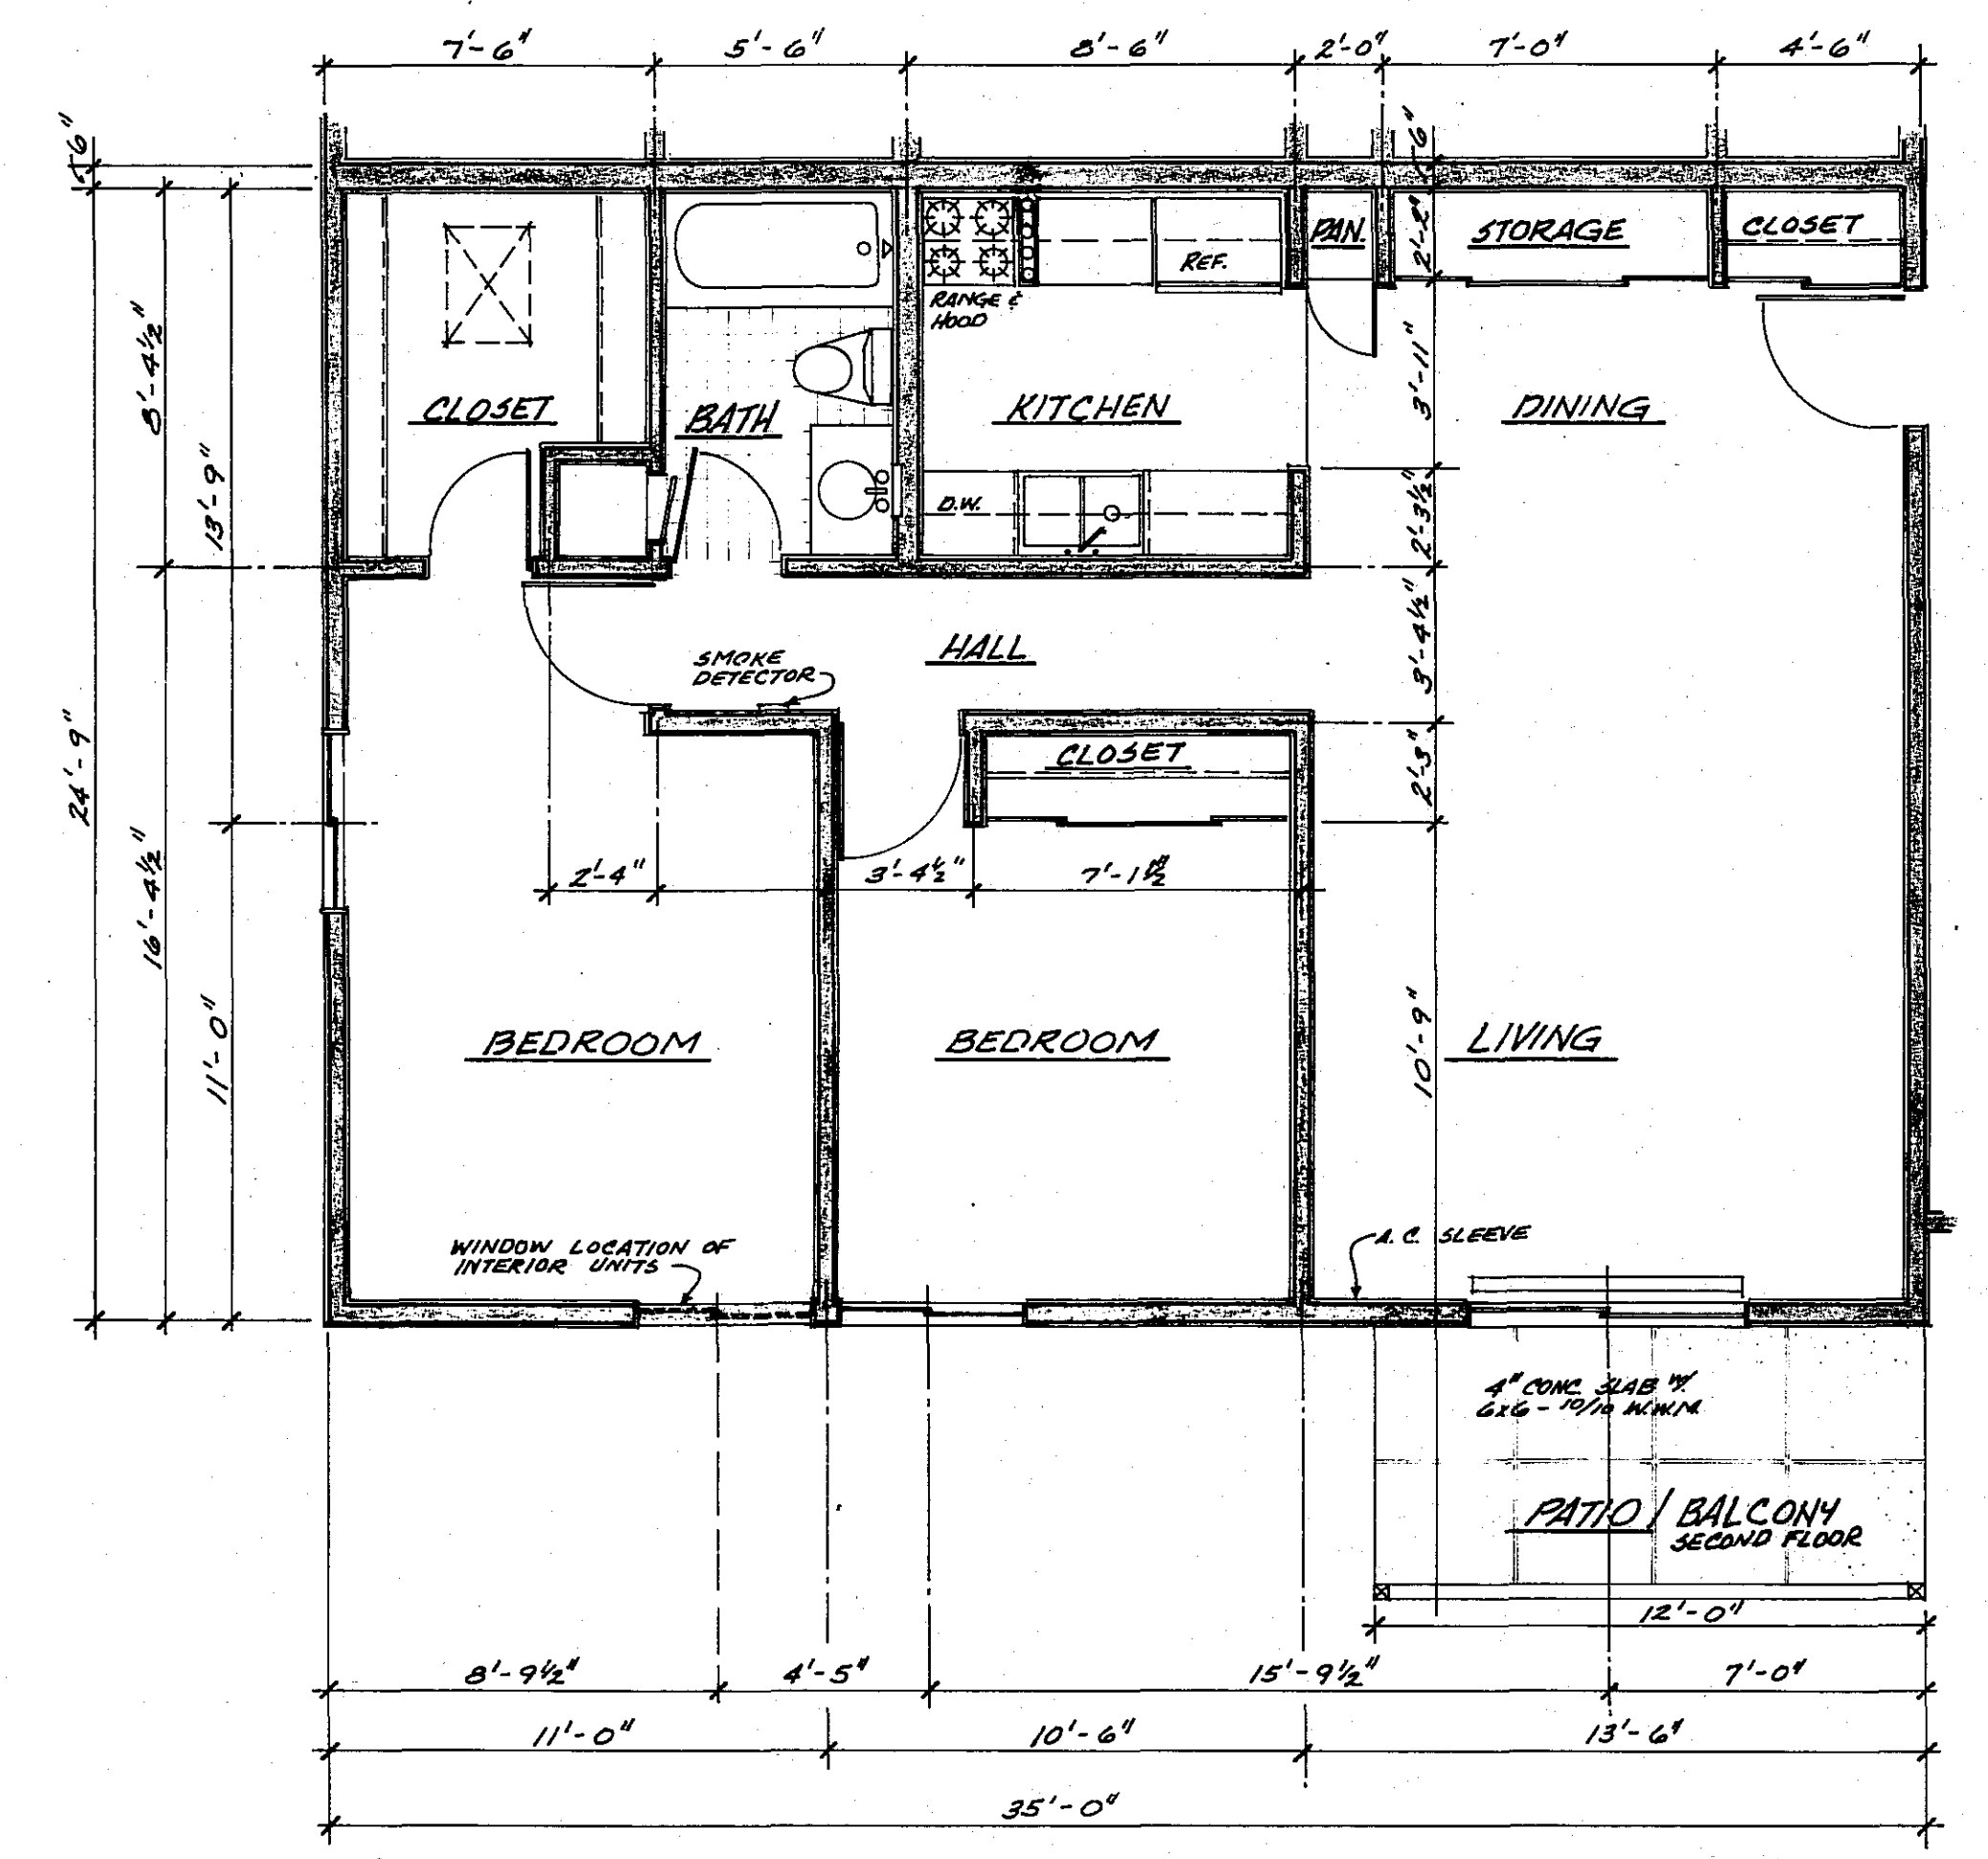 7'-6"
5'-6"
8'-6"
2'-0"
7'-0"
4'-6"
6"
6"
PAN.
STORAGE
CLOSET
2'-2"
REF.
RANGE &
HOOD
8'-4½"
3'-11"
CLOSET
BATH
KITCHEN
DINING
13'-9"
D.W.
2'-3½"
HALL
3'-4½"
SMOKE
DETECTOR
24'-9"
CLOSET
2'-3"
16'-4½"
2'-4"
3'-4½"
7'-1½"
11'-0"
BEDROOM
BEDROOM
10'-9"
LIVING
WINDOW LOCATION OF
INTERIOR UNITS
A.C. SLEEVE
4" CONC. SLAB W/
6x6 - 10/10 W.W.M.
PATIO / BALCONY
SECOND FLOOR
12'-0"
8'-9½"
4'-5"
15'-9½"
7'-0"
11'-0"
10'-6"
13'-6"
35'-0"